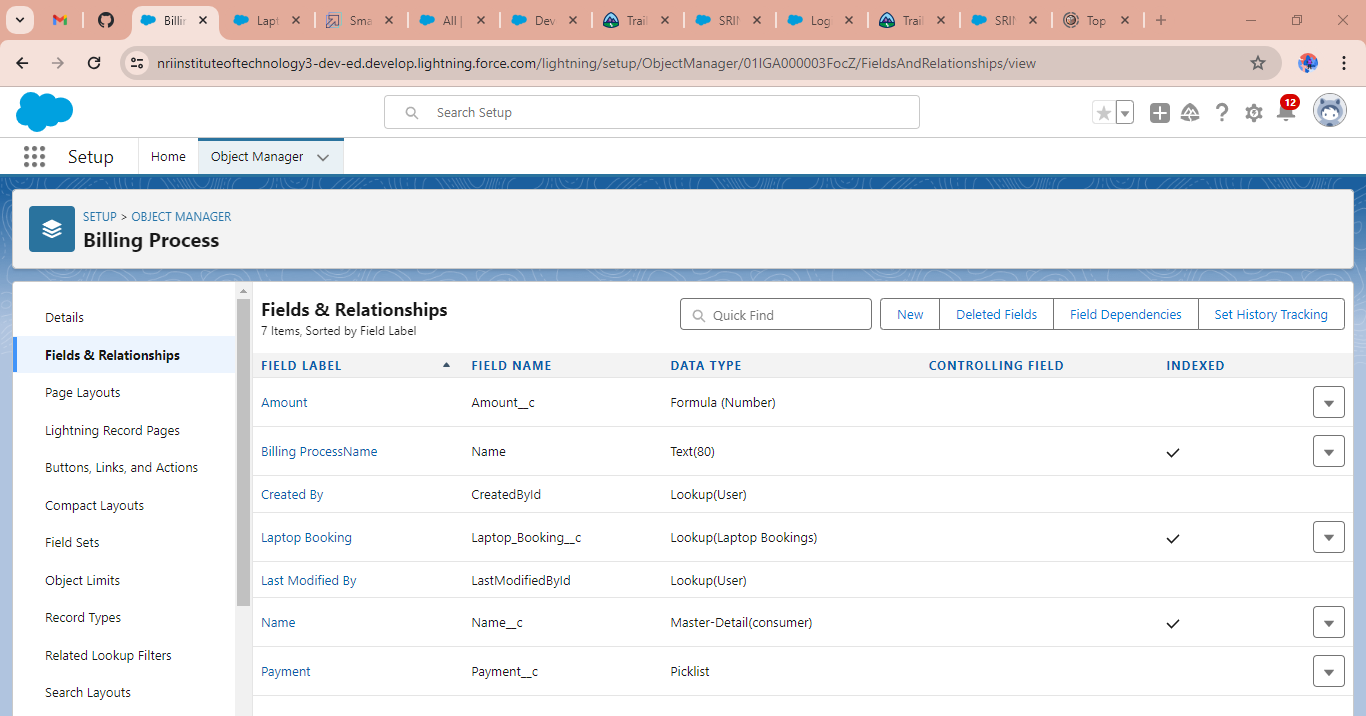 Billin
Lapt
Sma
All |
Deve
Trail
SRIN
Log
Trail
SRIN
Top
nriinstituteoftechnology3-dev-ed.develop.lightning.force.com/lightning/setup/ObjectManager/01IGA000003FocZ/FieldsAndRelationships/view
Search Setup
12
Setup
Home
Object Manager
SETUP > OBJECT MANAGER
Billing Process
Details
Fields & Relationships
Page Layouts
Lightning Record Pages
Buttons, Links, and Actions
Compact Layouts
Field Sets
Object Limits
Record Types
Related Lookup Filters
Search Layouts
Fields & Relationships
7 Items, Sorted by Field Label
Quick Find
New
Deleted Fields
Field Dependencies
Set History Tracking
FIELD LABEL FIELD NAME DATA TYPE CONTROLLING FIELD INDEXED
Amount Amount__c Formula (Number)
Billing ProcessName Name Text(80)
Created By CreatedById Lookup(User)
Laptop Booking Laptop_Booking__c Lookup(Laptop Bookings)
Last Modified By LastModifiedById Lookup(User)
Name Name__c Master-Detail(consumer)
Payment Payment__c Picklist